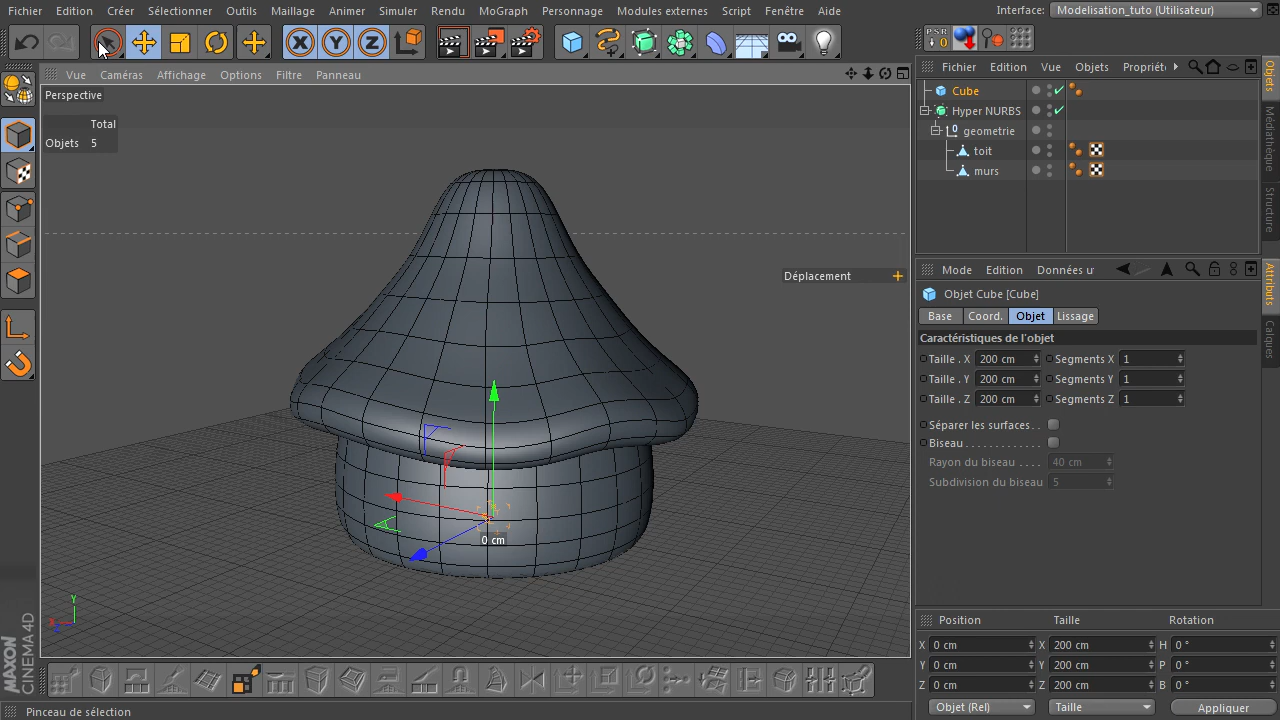 Fichier Edition Créer Sélectionner Outils Maillage Animer Simuler Rendu MoGraph Personnage Modules externes Script Fenêtre Aide Interface: Modelisation_tuto (Utilisateur)
X Y Z PSR 0
Vue Caméras Affichage Options Filtre Panneau
Fichier Edition Vue Objets Propriété
Perspective
Total
Objets 5
Cube
Hyper NURBS
geometrie
toit
murs
Objets
Médiathèque
Structure
Déplacement
0 cm
Y
X
Z
Mode Edition Données ut
Objet Cube [Cube]
Base Coord. Objet Lissage
Caractéristiques de l'objet
Taille . X 200 cm Segments X 1
Taille . Y 200 cm Segments Y 1
Taille . Z 200 cm Segments Z 1
Séparer les surfaces. .
Biseau . . . . . . . . . . . . .
Rayon du biseau . . . . 40 cm
Subdivision du biseau 5
Attributs
Calques
Position Taille Rotation
X 0 cm X 200 cm H 0 °
Y 0 cm Y 200 cm P 0 °
Z 0 cm Z 200 cm B 0 °
Objet (Rel) Taille Appliquer
MAXON
CINEMA 4D
Pinceau de sélection